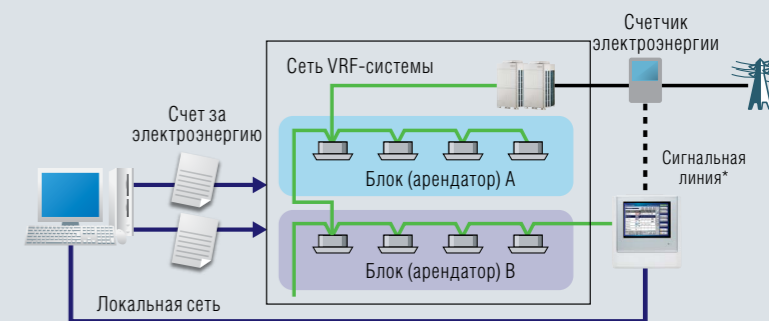 Счетчик
электроэнергии
Сеть VRF-системы
Счет за
электроэнергию
Блок (арендатор) A
Сигнальная
линия*
Блок (арендатор) B
Локальная сеть